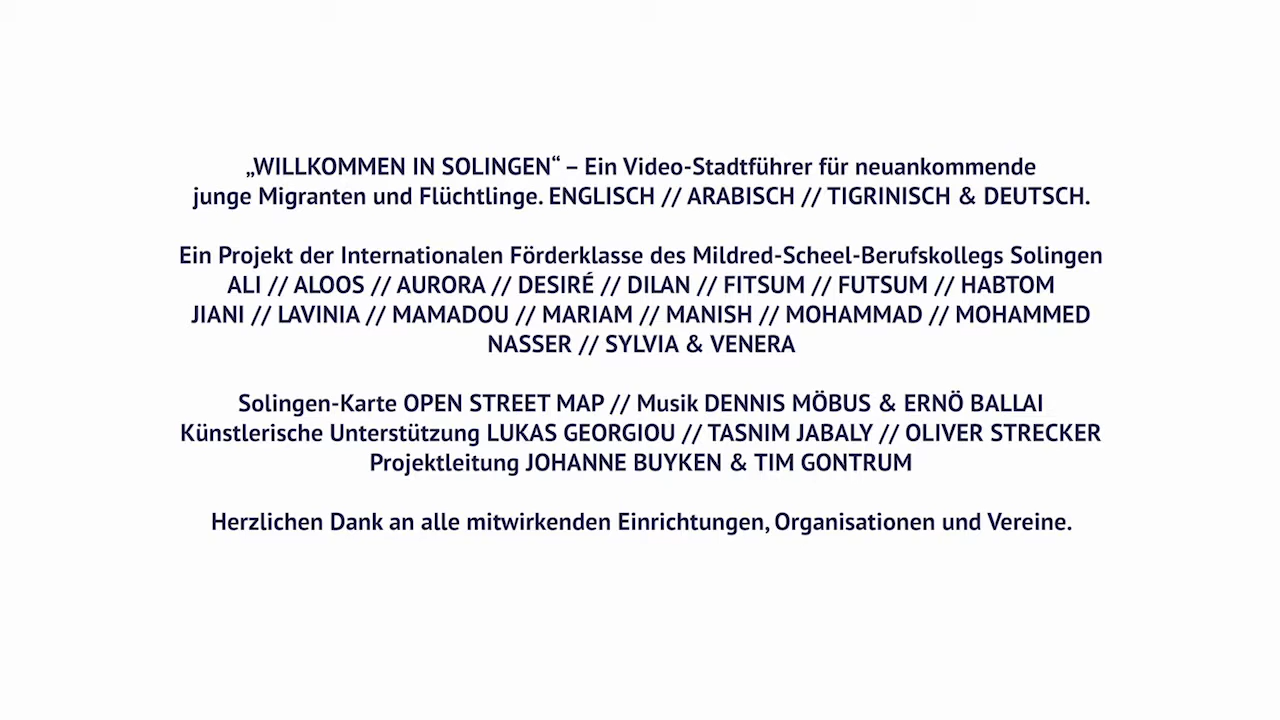 „WILLKOMMEN IN SOLINGEN“ – Ein Video-Stadtführer für neuankommende
junge Migranten und Flüchtlinge. ENGLISCH // ARABISCH // TIGRINISCH & DEUTSCH.
Ein Projekt der Internationalen Förderklasse des Mildred-Scheel-Berufskollegs Solingen
ALI // ALOOS // AURORA // DESIRÉ // DILAN // FITSUM // FUTSUM // HABTOM
JIANI // LAVINIA // MAMADOU // MARIAM // MANISH // MOHAMMAD // MOHAMMED
NASSER // SYLVIA & VENERA
Solingen-Karte OPEN STREET MAP // Musik DENNIS MÖBUS & ERNÖ BALLAI
Künstlerische Unterstützung LUKAS GEORGIOU // TASNIM JABALY // OLIVER STRECKER
Projektleitung JOHANNE BUYKEN & TIM GONTRUM
Herzlichen Dank an alle mitwirkenden Einrichtungen, Organisationen und Vereine.